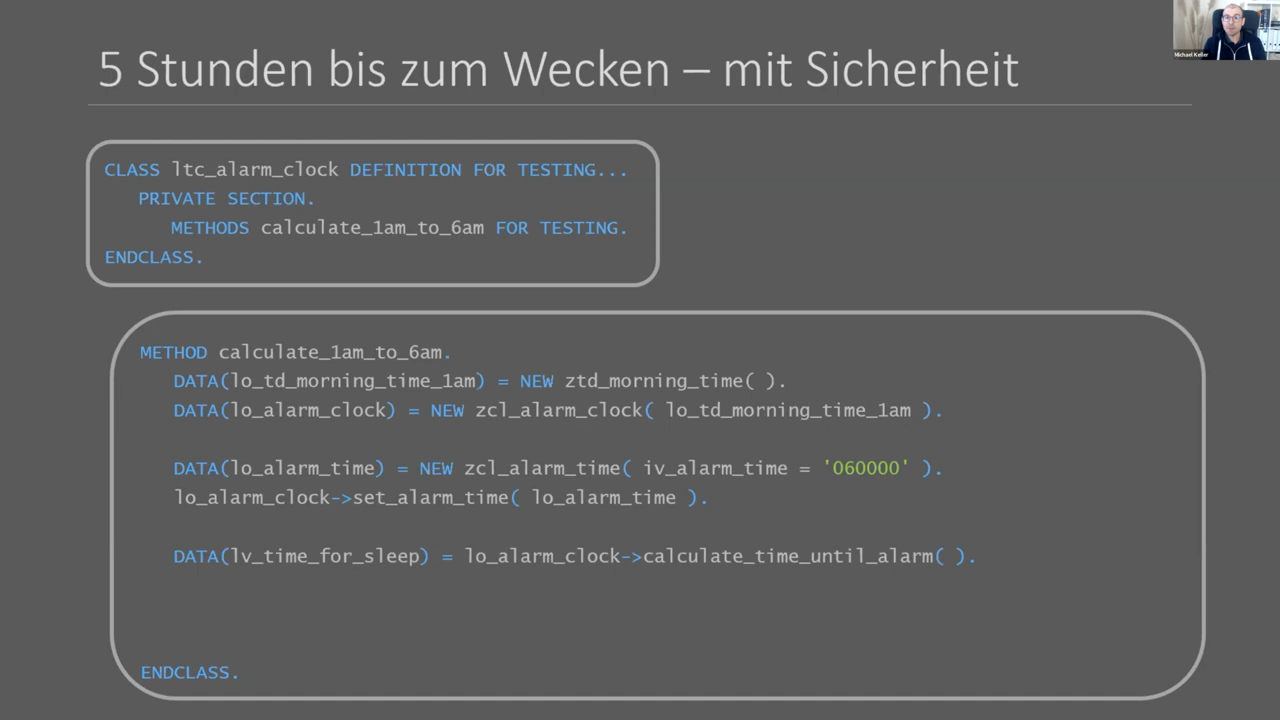 5 Stunden bis zum Wecken – mit Sicherheit
Michael Keller
CLASS ltc_alarm_clock DEFINITION FOR TESTING...
PRIVATE SECTION.
METHODS calculate_1am_to_6am FOR TESTING.
ENDCLASS.
METHOD calculate_1am_to_6am.
DATA(lo_td_morning_time_1am) = NEW ztd_morning_time( ).
DATA(lo_alarm_clock) = NEW zcl_alarm_clock( lo_td_morning_time_1am ).
DATA(lo_alarm_time) = NEW zcl_alarm_time( iv_alarm_time = '060000' ).
lo_alarm_clock->set_alarm_time( lo_alarm_time ).
DATA(lv_time_for_sleep) = lo_alarm_clock->calculate_time_until_alarm( ).
ENDCLASS.